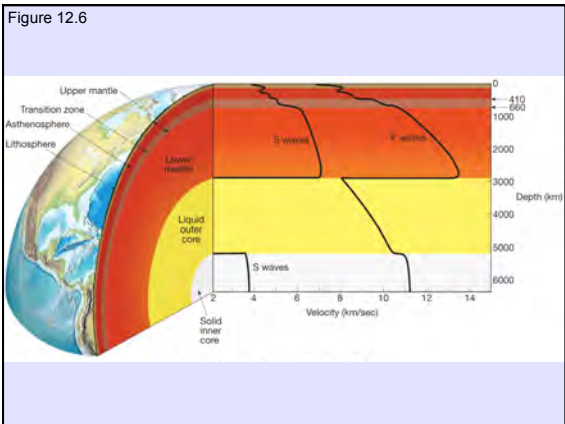 Figure 12.6
Upper mantle
Transition zone
Asthenosphere
Lithosphere
Lower
mantle
Liquid
outer
core
Solid
inner
core
S waves
P waves
S waves
0
410
660
1000
2000
3000
Depth (km)
4000
5000
6000
2 4 6 8 10 12 14
Velocity (km/sec)